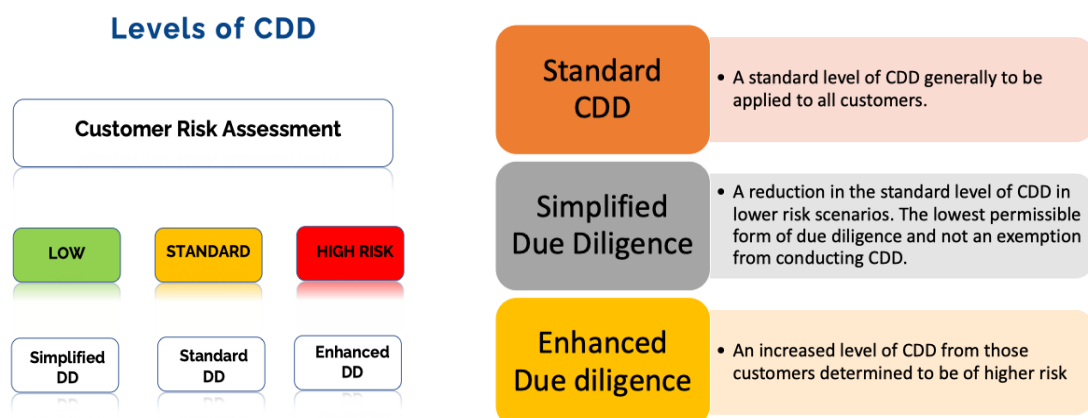 Levels of CDD
Customer Risk Assessment
LOW
STANDARD
HIGH RISK
Simplified
DD
Standard
DD
Enhanced
DD
Standard
CDD
• A standard level of CDD generally to be
applied to all customers.
Simplified
Due Diligence
• A reduction in the standard level of CDD in
lower risk scenarios. The lowest permissible
form of due diligence and not an exemption
from conducting CDD.
Enhanced
Due diligence
• An increased level of CDD from those
customers determined to be of higher risk